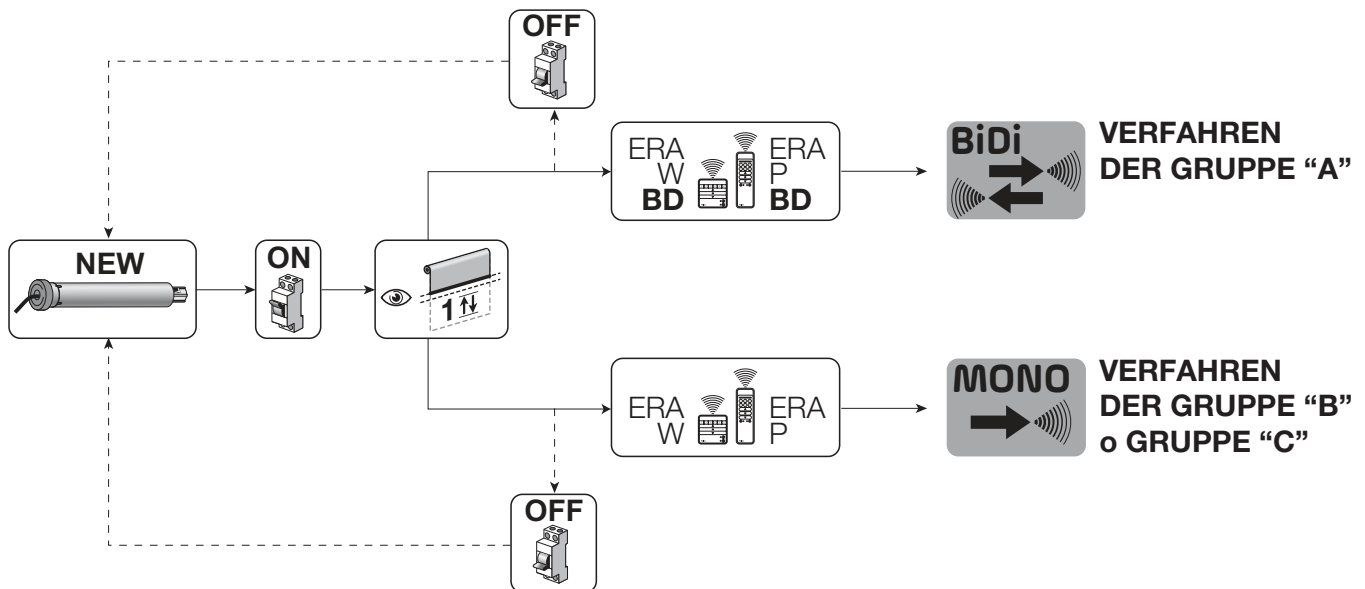 OFF
ERA
W
BD
ERA
P
BD
BiDi
VERFAHREN
DER GRUPPE “A”
NEW
ON
1
ERA
W
ERA
P
MONO
VERFAHREN
DER GRUPPE “B”
o GRUPPE “C”
OFF